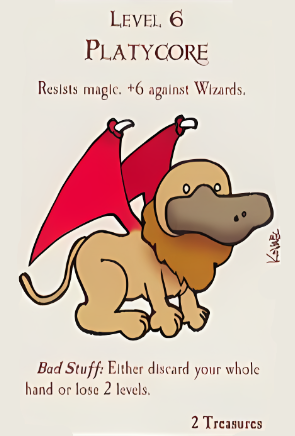 Level 6
Platycore
Resists magic. +6 against Wizards.
Kovalic
Bad Stuff: Either discard your whole
hand or lose 2 levels.
2 Treasures